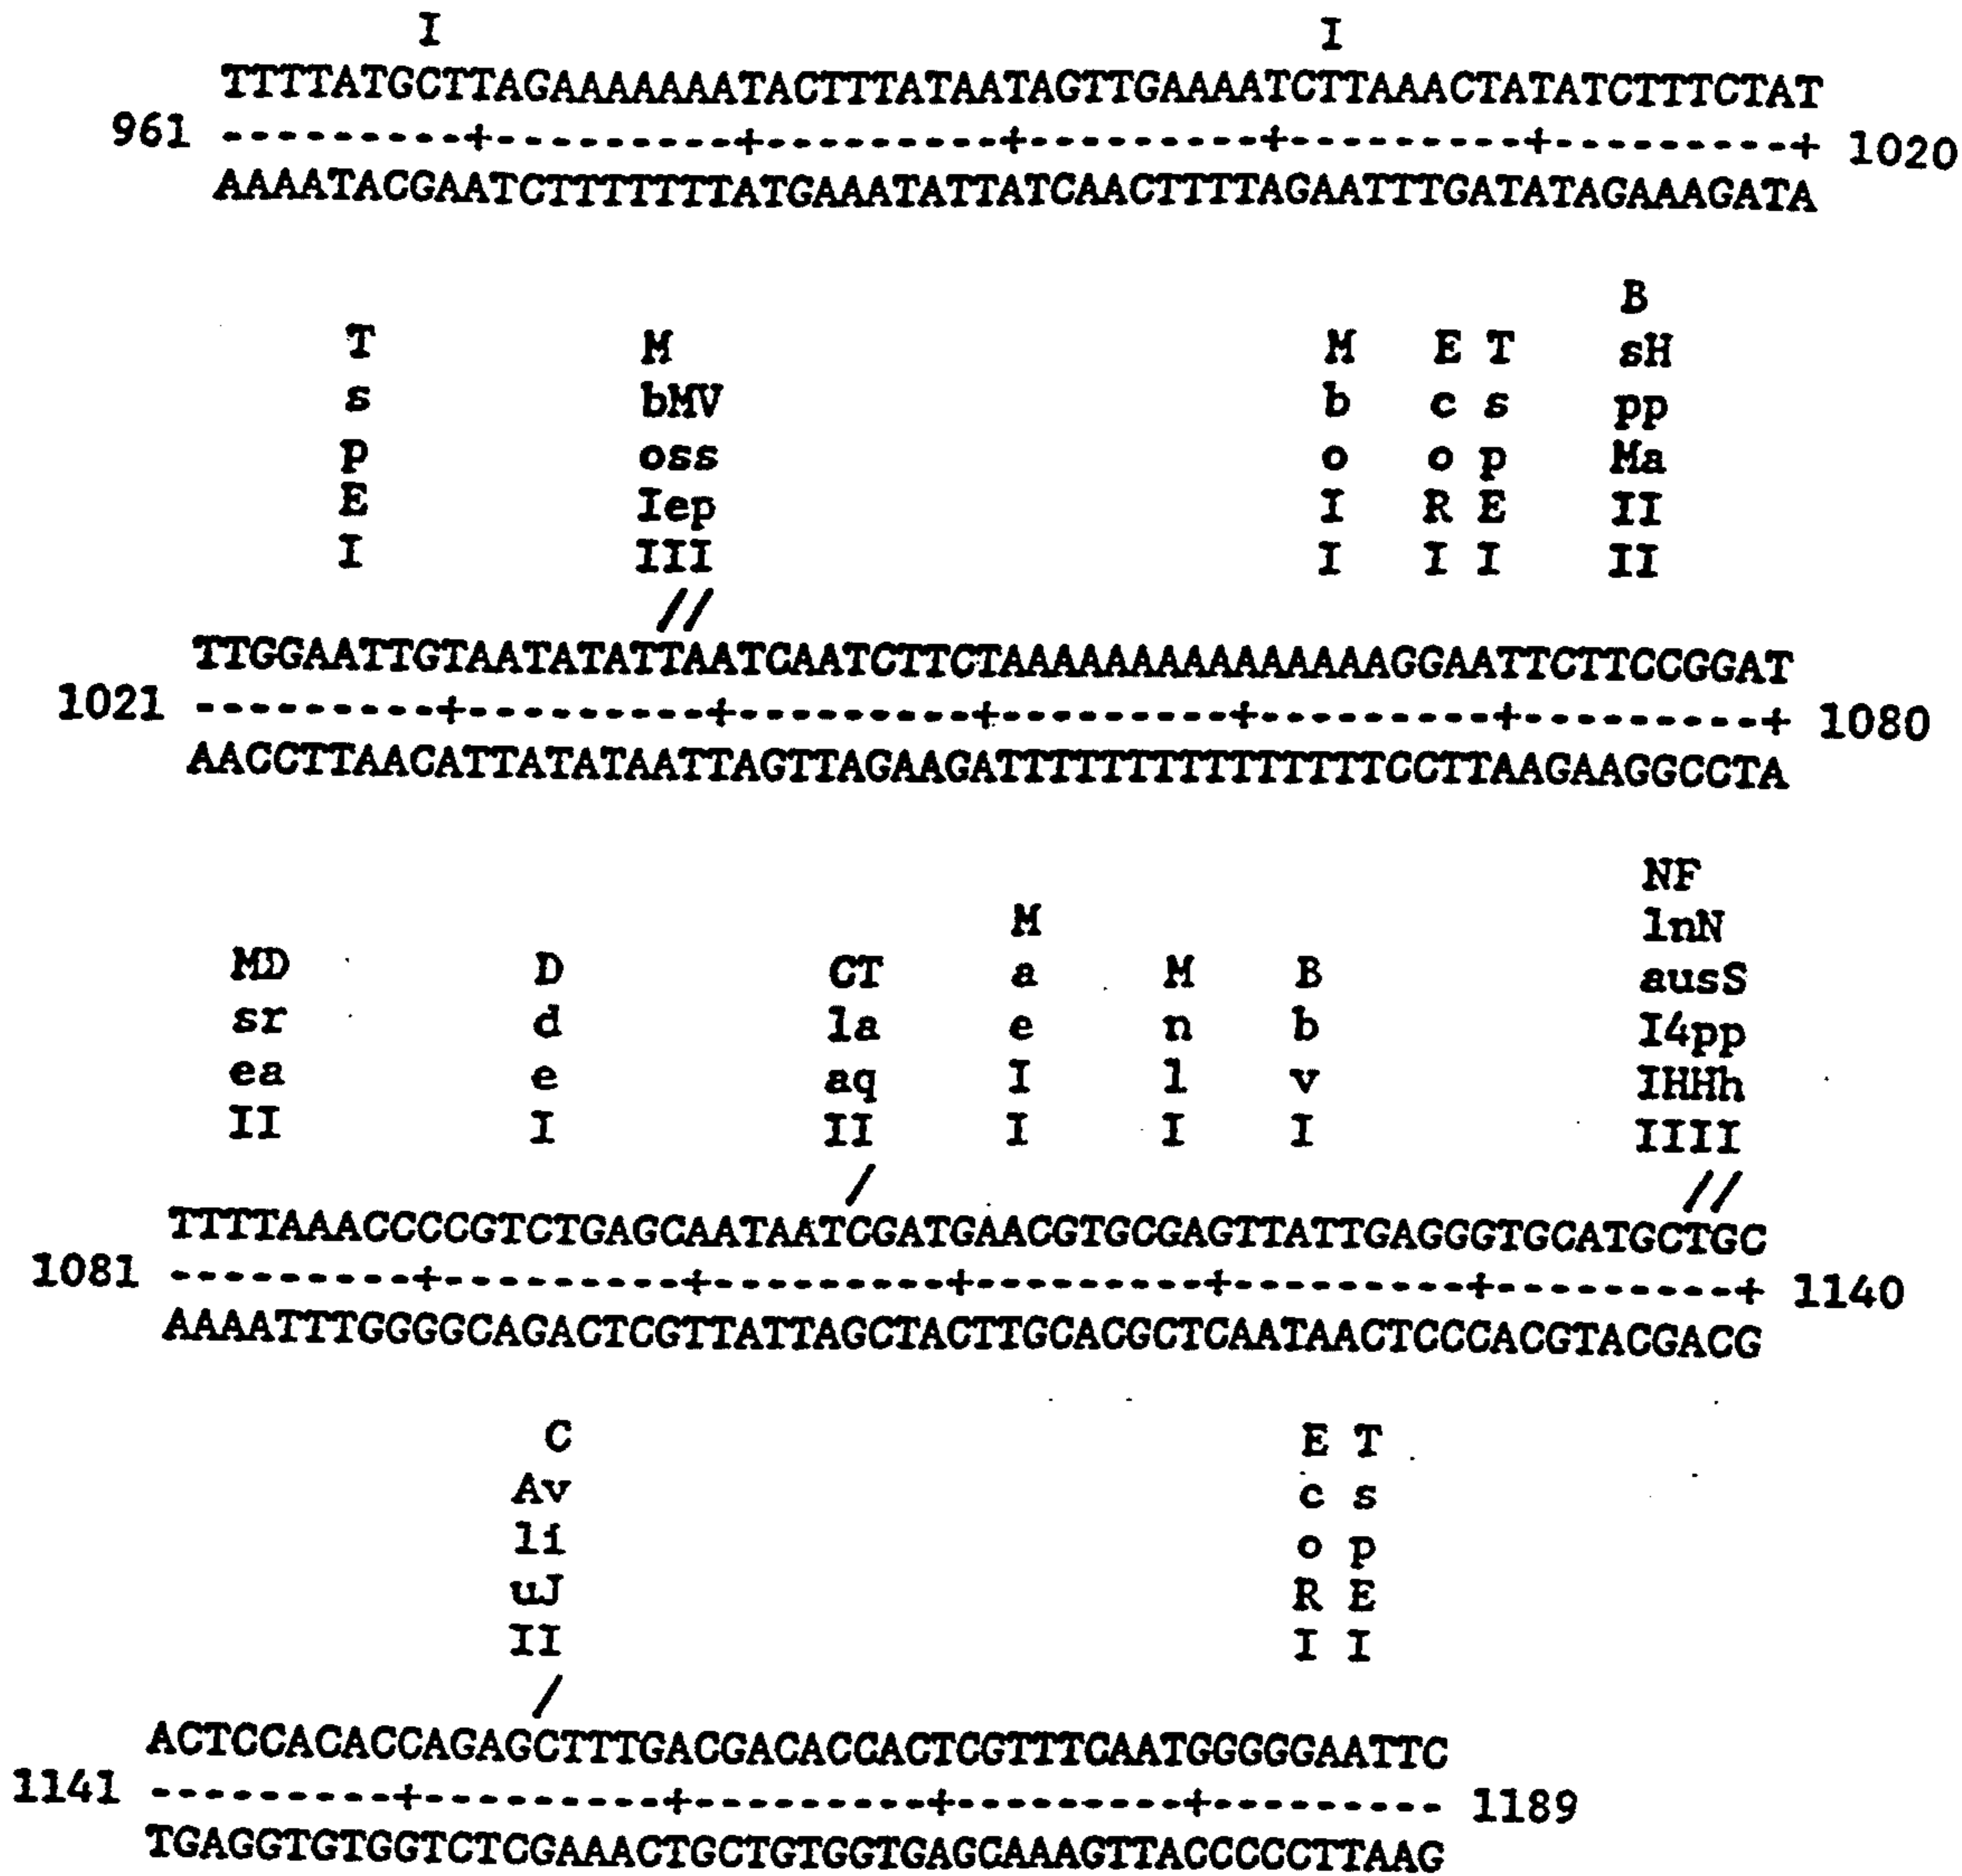 I I
TTTTATGCTTAGAAAAAAATACTTTATAATAGTTGAAAATCTTAAACTATATCTTTCTAT
961 ---------+---------+---------+---------+---------+---------+ 1020
AAAATACGAATCTTTTTTTATGAAATATTATCAACTTTTAGAATTTGATATAGAAAGATA
B
T M M E T sH
s bMV b c s pp
p oss o o p Ma
E Iep I R E II
I III I I I II
//
TTGGAATTGTAATATATTAATCAATCTTCTAAAAAAAAAAAAAAAGGAATTCTTCCGGAT
1021 ---------+---------+---------+---------+---------+---------+ 1080
AACCTTAACATTATATAATTAGTTAGAAGATTTTTTTTTTTTTTTCCTTAAGAAGGCCTA
NF
M lnN
MD D CT a M B ausS
sr d la e n b I4pp
ea e aq I l v IHHh
II I II I I I IIII
/ //
TTTTAAACCCCGTCTGAGCAATAATCGATGAACGTGCGAGTTATTGAGGGTGCATGCTGC
1081 ---------+---------+---------+---------+---------+---------+ 1140
AAAATTTGGGGCAGACTCGTTATTAGCTACTTGCACGCTCAATAACTCCCACGTACGACG
C E T
Av c s
li o p
uJ R E
II I I
/
ACTCCACACCAGAGCTTTGACGACACCACTCGTTTCAATGGGGGAATTC
1141 ---------+---------+---------+---------+--------- 1189
TGAGGTGTGGTCTCGAAACTGCTGTGGTGAGCAAAGTTACCCCCTTAAG